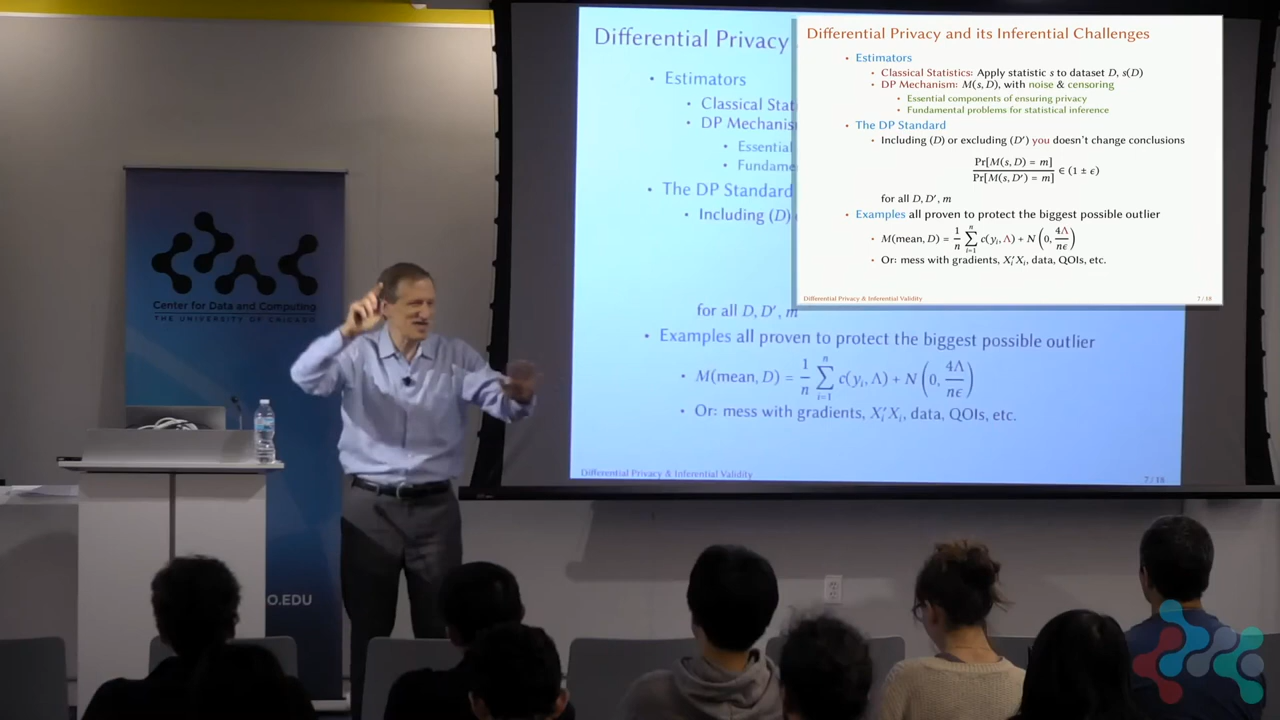 Differential Privacy
• Estimators
• Classical Stat
• DP Mechanis
• Essential
• Fundame
• The DP Standard
• Including (D)
for all D, D′, m
• Examples all proven to protect the biggest possible outlier
• M(mean, D) = 1/n ∑ᵢ₌₁ⁿ c(yᵢ, Λ) + N (0, 4Λ/nϵ)
• Or: mess with gradients, X′ᵢXᵢ, data, QOIs, etc.
Differential Privacy & Inferential Validity
7 / 18
Differential Privacy and its Inferential Challenges
• Estimators
• Classical Statistics: Apply statistic s to dataset D, s(D)
• DP Mechanism: M(s, D), with noise & censoring
• Essential components of ensuring privacy
• Fundamental problems for statistical inference
• The DP Standard
• Including (D) or excluding (D′) you doesn't change conclusions
Pr[M(s, D) = m] / Pr[M(s, D′) = m] ∈ (1 ± ϵ)
for all D, D′, m
• Examples all proven to protect the biggest possible outlier
• M(mean, D) = 1/n ∑ᵢ₌₁ⁿ c(yᵢ, Λ) + N (0, 4Λ/nϵ)
• Or: mess with gradients, X′ᵢXᵢ, data, QOIs, etc.
Differential Privacy & Inferential Validity
7 / 18
Center for Data and Computing
THE UNIVERSITY OF CHICAGO
O.EDU